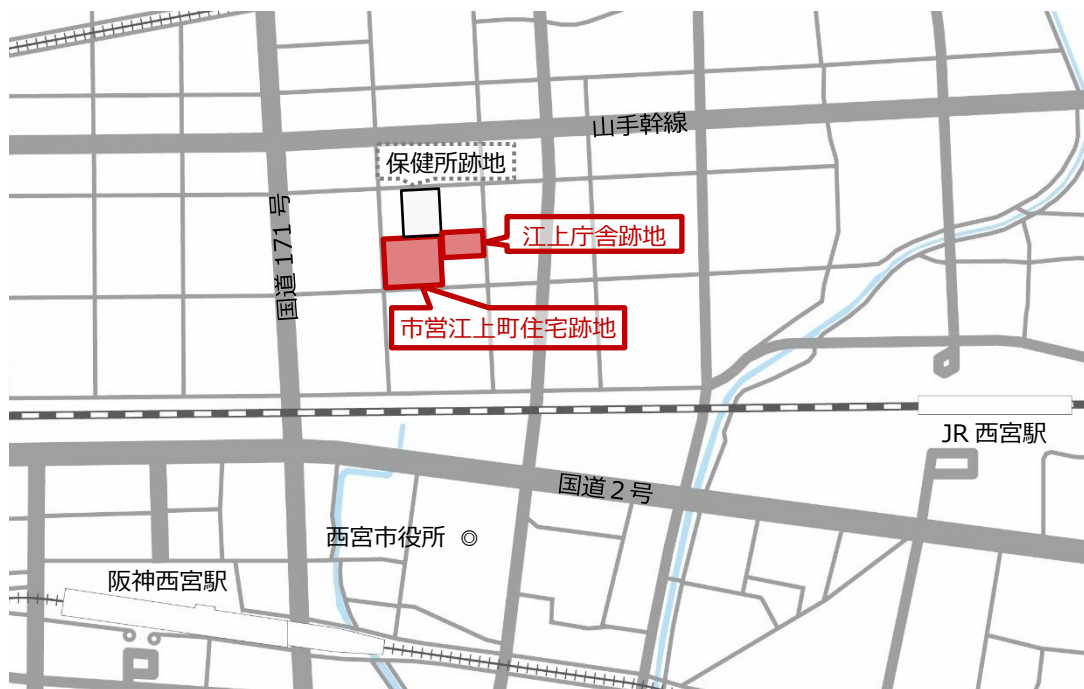 山手幹線
保健所跡地
江上庁舎跡地
国道171号
市営江上町住宅跡地
JR 西宮駅
国道２号
西宮市役所 ◎
阪神西宮駅